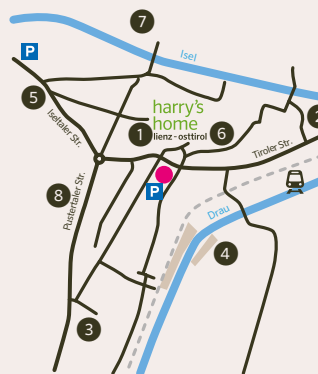 7
P
Isel
5
harry's
home
lienz - osttirol
1
6
2
Iseltaler Str.
Tiroler Str.
P
8
Pustertaler Str.
Drau
4
3